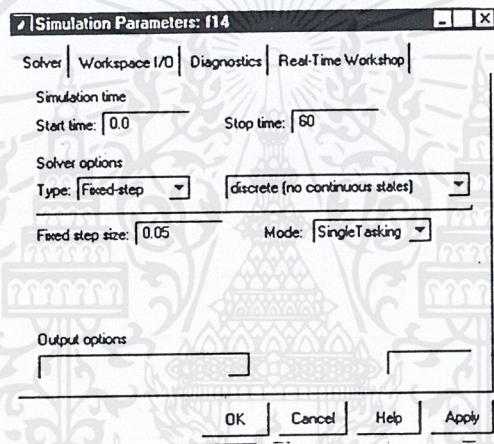 Simulation Parameters: f14
Solver Workspace I/O Diagnostics Real-Time Workshop
Simulation time
Start time: 0.0 Stop time: 60
Solver options
Type: Fixed-step discrete (no continuous states)
Fixed step size: 0.05 Mode: SingleTasking
Output options
OK Cancel Help Apply